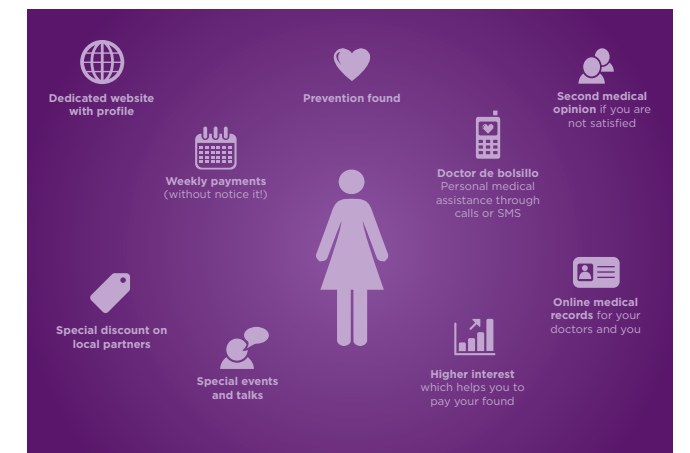 Dedicated website
with profile
Prevention found
Second medical
opinion if you are
not satisfied
Weekly payments
(without notice it!)
Doctor de bolsillo
Personal medical
assistance through
calls or SMS
Special discount on
local partners
Online medical
records for your
doctors and you
Special events
and talks
Higher interest
which helps you to
pay your found